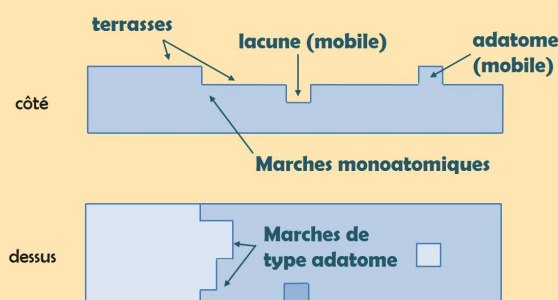 terrasses
lacune (mobile)
adatome
(mobile)
côté
Marches monoatomiques
dessus
Marches de
type adatome